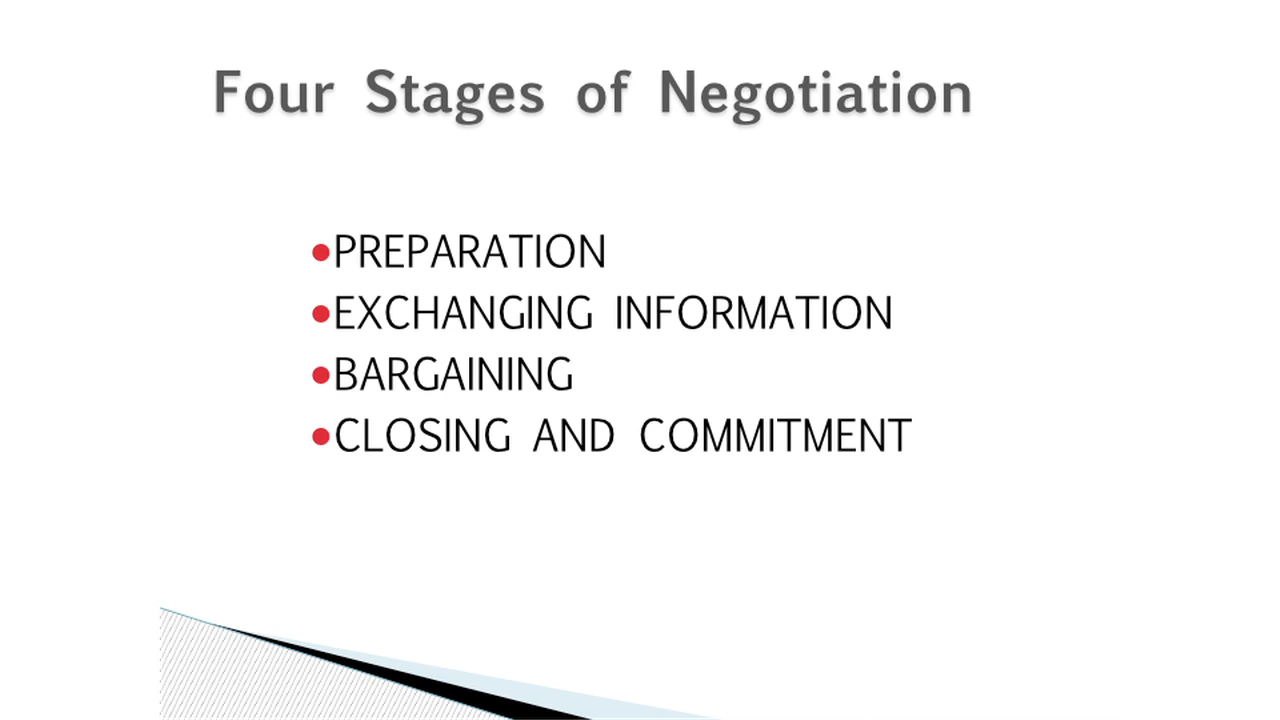 Four Stages of Negotiation
•PREPARATION
•EXCHANGING INFORMATION
•BARGAINING
•CLOSING AND COMMITMENT